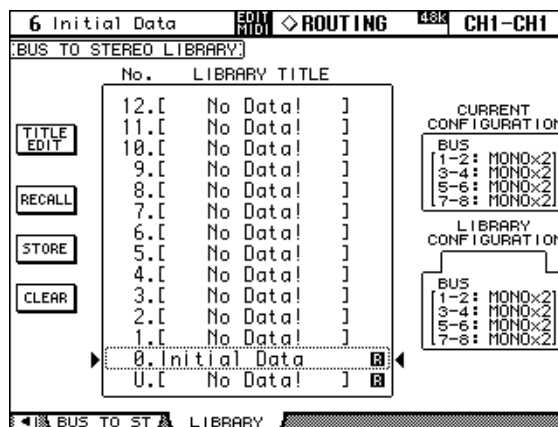 6 Initial Data EDIT MIDI ◇ROUTING 48K CH1-CH1
BUS TO STEREO LIBRARY
No. LIBRARY TITLE
12.[ No Data! ]
11.[ No Data! ]
10.[ No Data! ]
9.[ No Data! ]
8.[ No Data! ]
7.[ No Data! ]
6.[ No Data! ]
5.[ No Data! ]
4.[ No Data! ]
3.[ No Data! ]
2.[ No Data! ]
1.[ No Data! ]
0.Initial Data R
U.[ No Data! ] R
TITLE
EDIT
RECALL
STORE
CLEAR
CURRENT
CONFIGURATION
BUS
1-2: MONO×2
3-4: MONO×2
5-6: MONO×2
7-8: MONO×2
LIBRARY
CONFIGURATION
BUS
1-2: MONO×2
3-4: MONO×2
5-6: MONO×2
7-8: MONO×2
BUS TO ST LIBRARY